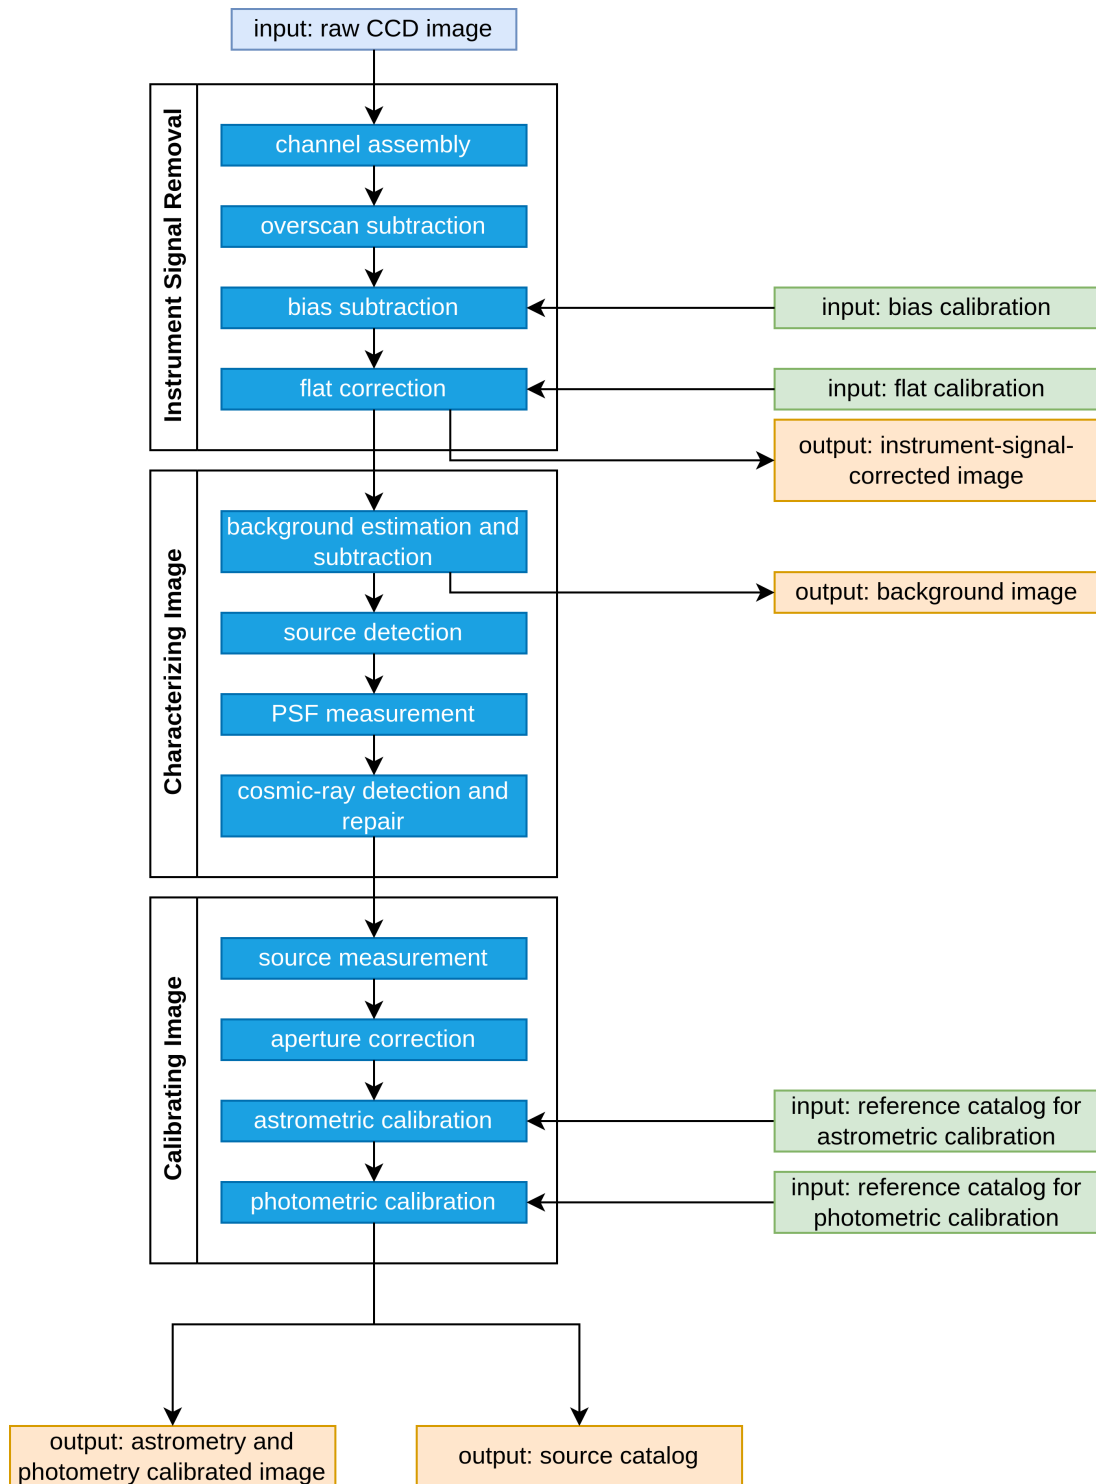 input: raw CCD image
Instrument Signal Removal
channel assembly
overscan subtraction
bias subtraction
input: bias calibration
flat correction
input: flat calibration
output: instrument-signal-
corrected image
Characterizing Image
background estimation and
subtraction
output: background image
source detection
PSF measurement
cosmic-ray detection and
repair
Calibrating Image
source measurement
aperture correction
astrometric calibration
input: reference catalog for
astrometric calibration
photometric calibration
input: reference catalog for
photometric calibration
output: astrometry and
photometry calibrated image
output: source catalog